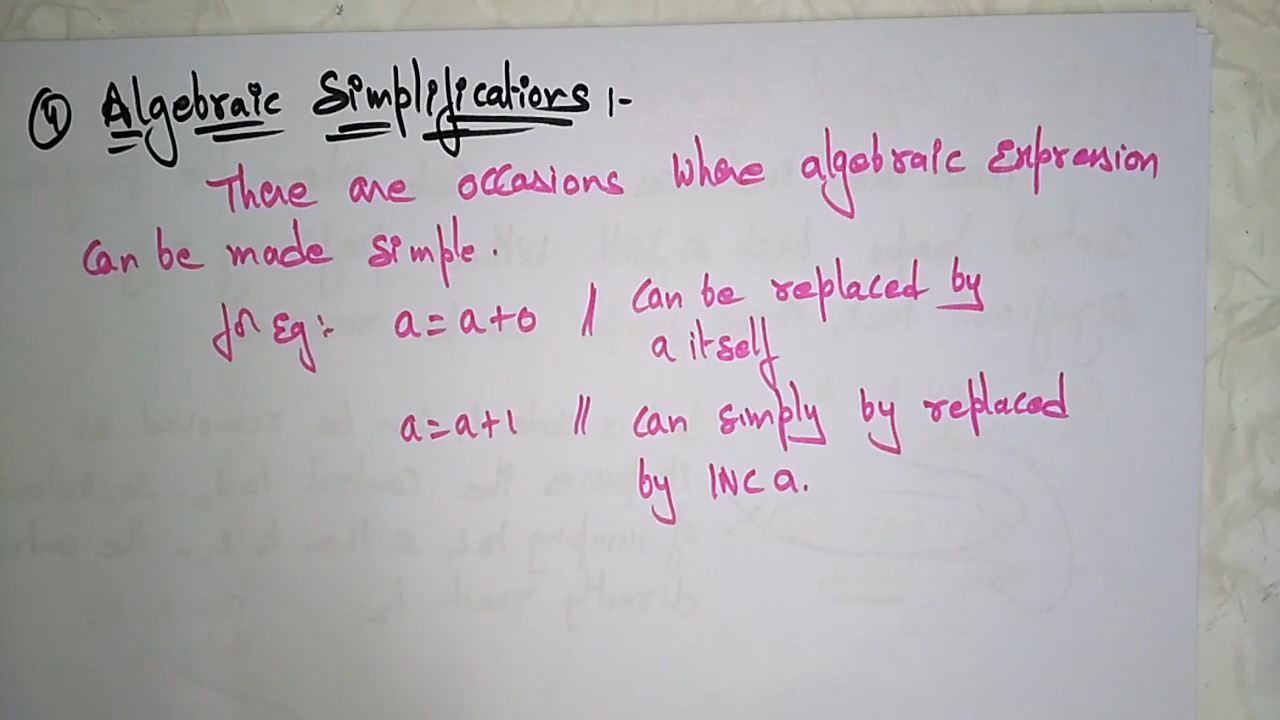 ④ Algebraic Simplifications :-
There are occasions where algebraic Expression
Can be made simple.
for Eg:- a=a+0 // Can be replaced by
a itself
a=a+1 // can simply by replaced
by INC a.